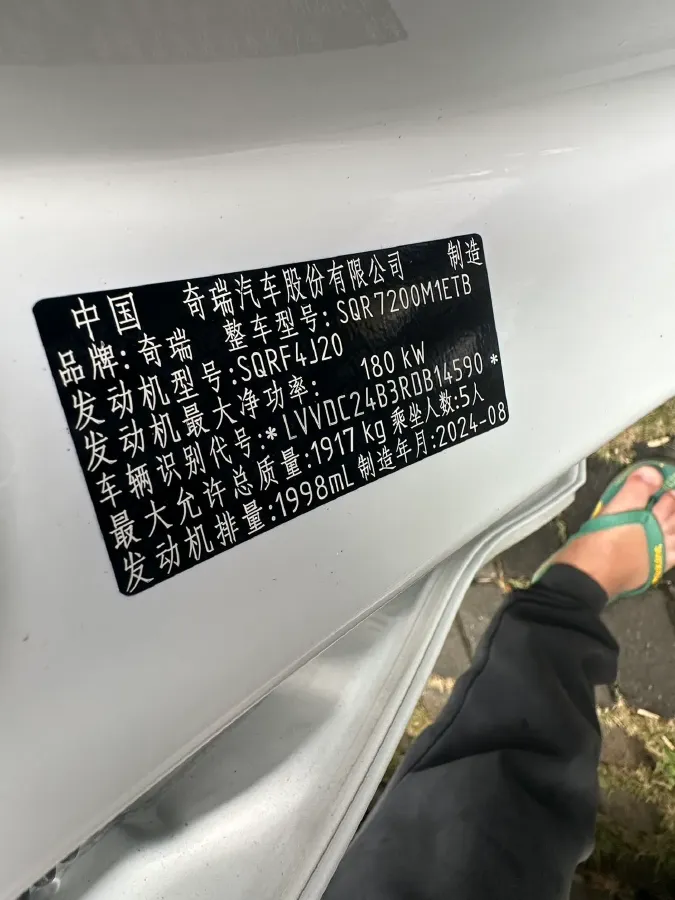 中国 奇瑞汽车股份有限公司 制造
品牌:奇瑞 整车型号:SQR7200M1ETB
发动机型号:SQRF4J20
发动机最大净功率: 180 kW
车辆识别代号:*LVVDC24B3RDB14590*
最大允许总质量:1917kg 乘坐人数:5人
发动机排量:1998mL 制造年月:2024-08